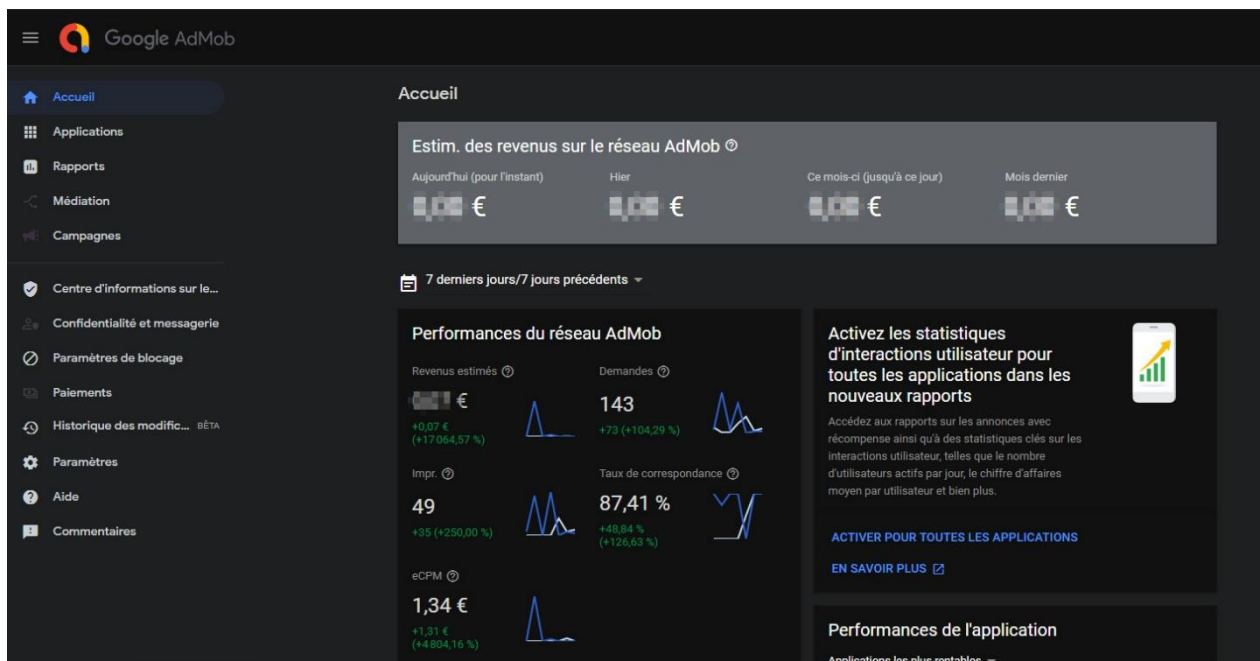 Google AdMob
Accueil
Applications
Rapports
Médiation
Campagnes
Centre d'informations sur le...
Confidentialité et messagerie
Paramètres de blocage
Paiements
Historique des modific... BÊTA
Paramètres
Aide
Commentaires
Accueil
Estim. des revenus sur le réseau AdMob
Aujourd'hui (pour l'instant) Hier Ce mois-ci (jusqu'à ce jour) Mois dernier
€ € € €
7 derniers jours/7 jours précédents
Performances du réseau AdMob
Revenus estimés Demandes
€ 143
+0,07 € +73 (+104,29 %)
(+17 064,57 %)
Impr. Taux de correspondance
49 87,41 %
+35 (+250,00 %) +48,84 %
(+126,63 %)
eCPM
1,34 €
+1,31 €
(+4 804,16 %)
Activez les statistiques
d'interactions utilisateur pour
toutes les applications dans les
nouveaux rapports
Accédez aux rapports sur les annonces avec
récompense ainsi qu'à des statistiques clés sur les
interactions utilisateur, telles que le nombre
d'utilisateurs actifs par jour, le chiffre d'affaires
moyen par utilisateur et bien plus.
ACTIVER POUR TOUTES LES APPLICATIONS
EN SAVOIR PLUS
Performances de l'application
Applications les plus rentables